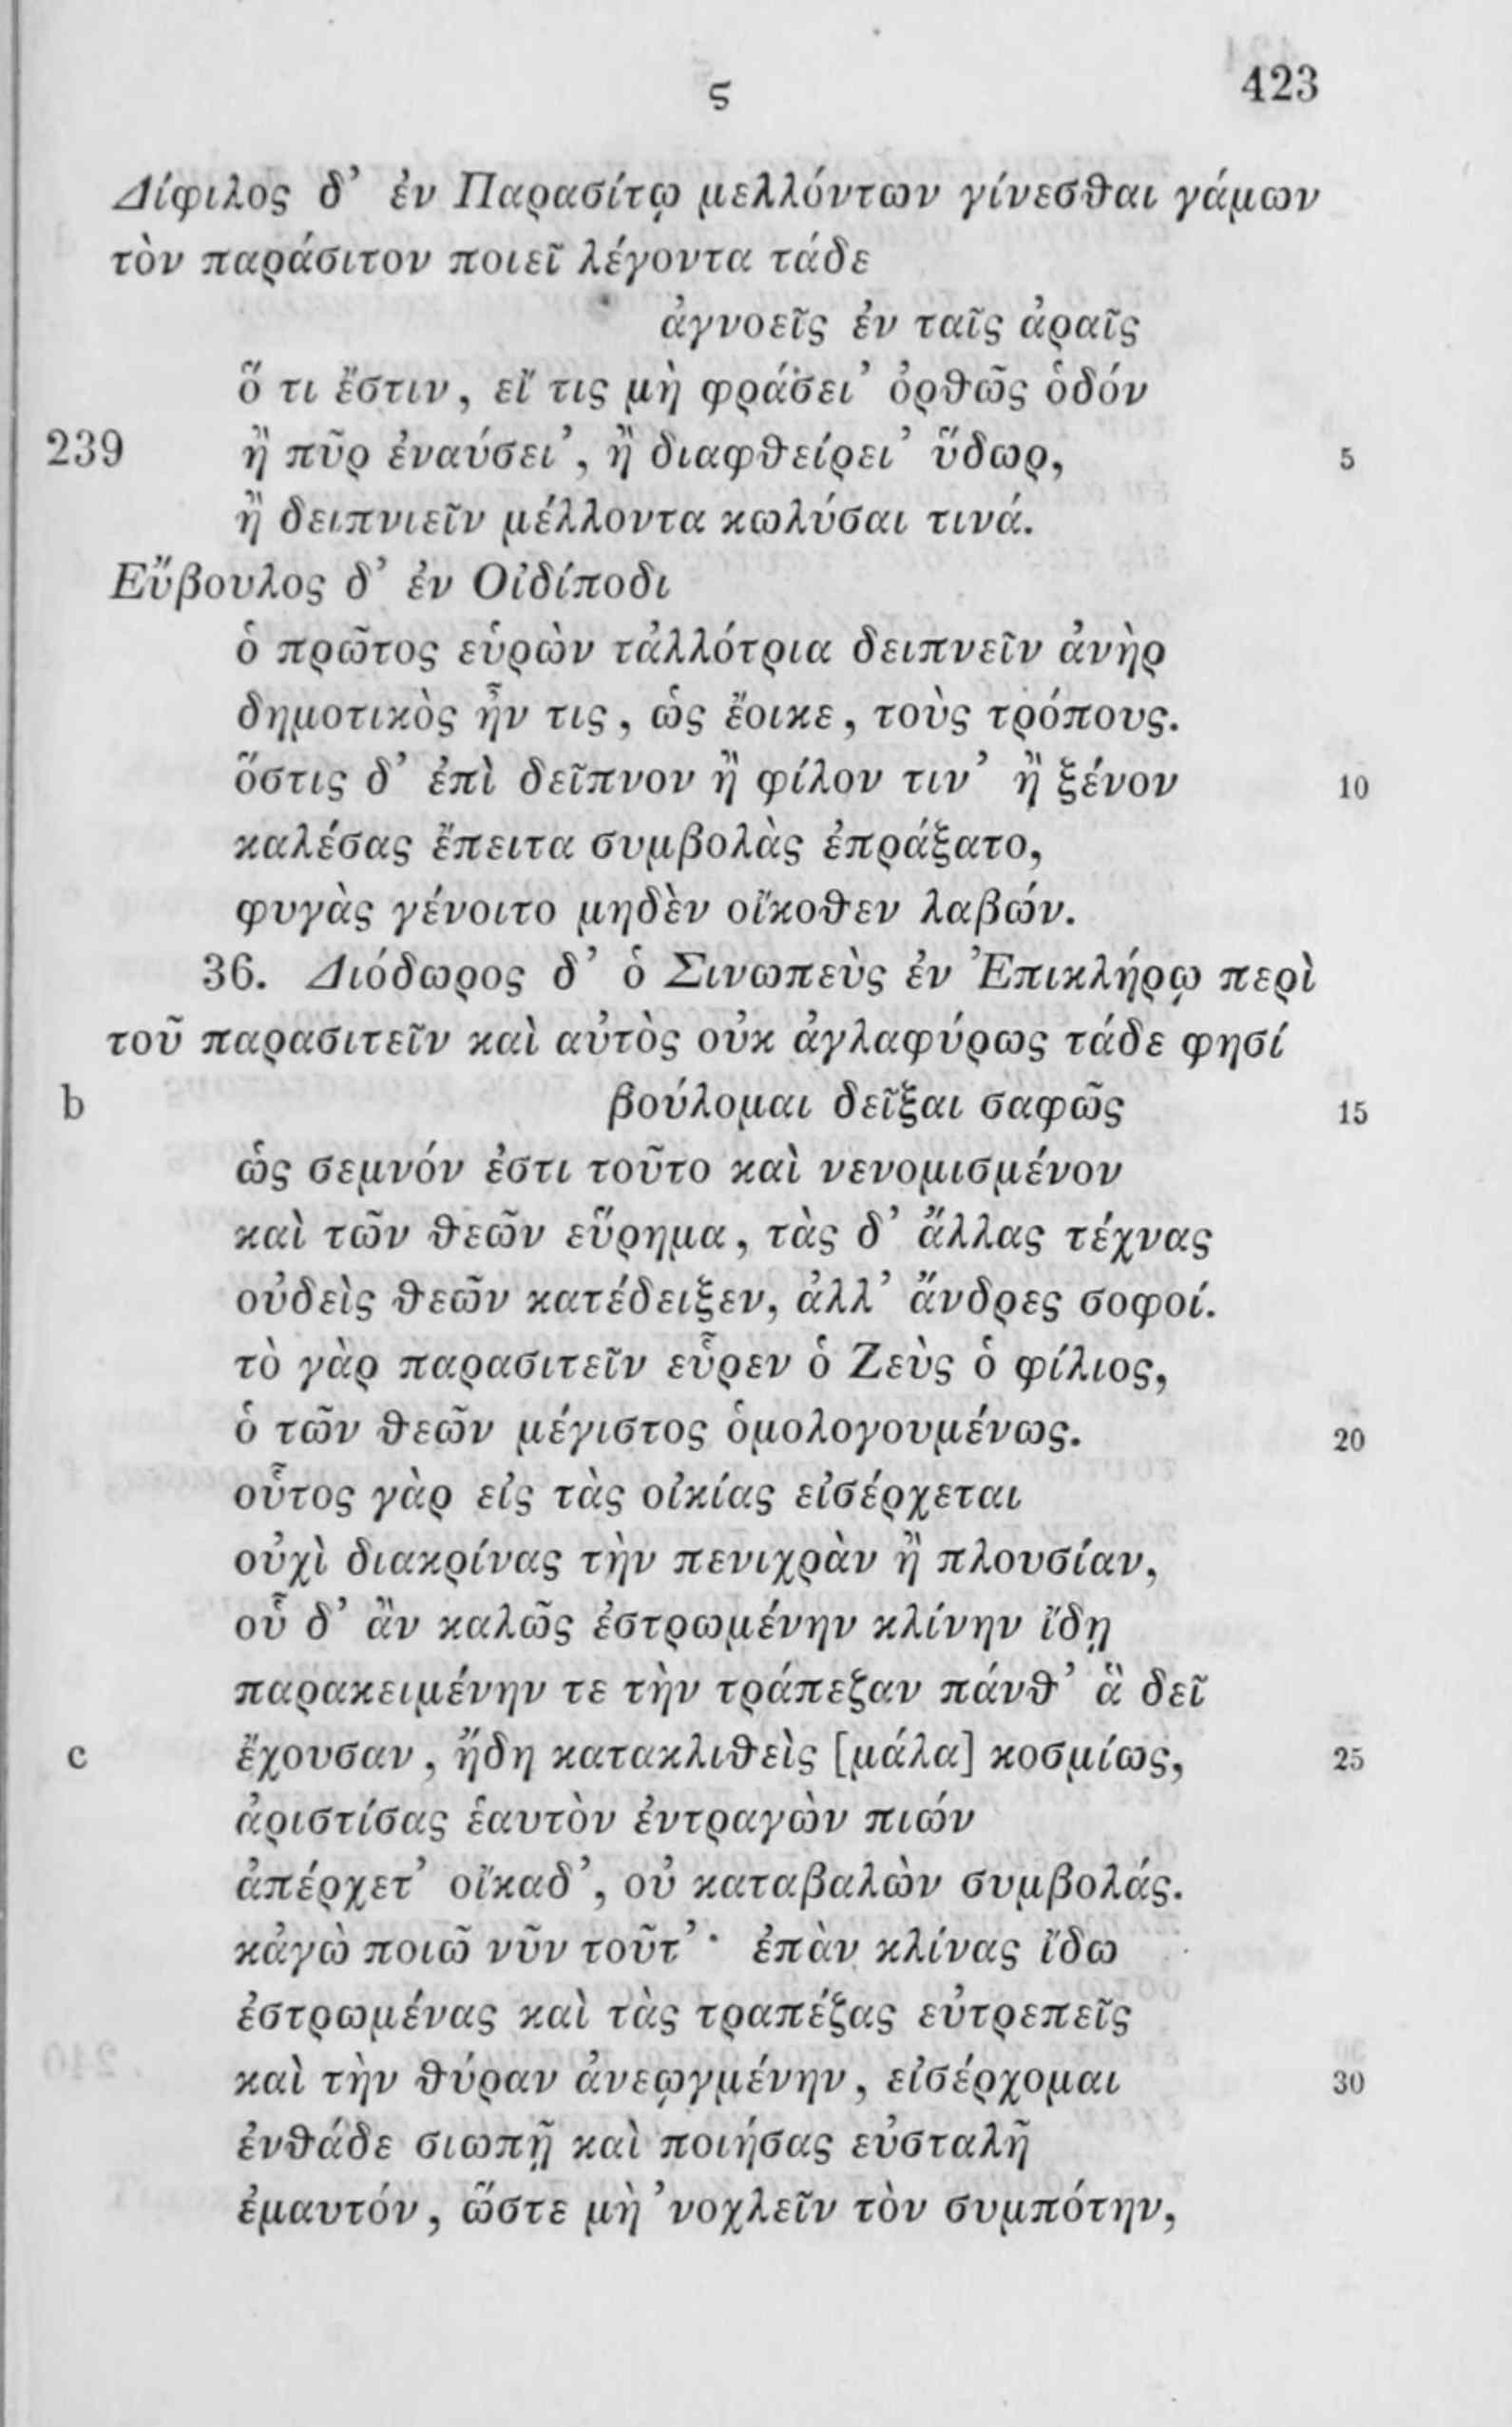 ς 423
Δίφιλος δ’ ἐν Παρασίτῳ μελλόντων γίνεσθαι γάμων
τὸν παράσιτον ποιεῖ λέγοντα τάδε
ἀγνοεῖς ἐν ταῖς ἀραῖς
ὅ τι ἔστιν, εἴ τις μὴ φράσει’ ὀρθῶς ὁδόν
239 ἢ πῦρ ἐναύσει’, ἢ διαφθείρει’ ὕδωρ, 5
ἢ δειπνιεῖν μέλλοντα κωλύσαι τινά.
Εὔβουλος δ’ ἐν Οἰδίποδι
ὁ πρῶτος εὑρὼν τἀλλότρια δειπνεῖν ἀνὴρ
δημοτικὸς ἦν τις, ὡς ἔοικε, τοὺς τρόπους.
ὅστις δ’ ἐπὶ δεῖπνον ἢ φίλον τιν’ ἢ ξένον 10
καλέσας ἔπειτα συμβολὰς ἐπράξατο,
φυγὰς γένοιτο μηδὲν οἴκοθεν λαβών.
36. Διόδωρος δ’ ὁ Σινωπεὺς ἐν Ἐπικλήρῳ περὶ
τοῦ παρασιτεῖν καὶ αὐτὸς οὐκ ἀγλαφύρως τάδε φησί
b βούλομαι δεῖξαι σαφῶς 15
ὡς σεμνόν ἐστι τοῦτο καὶ νενομισμένον
καὶ τῶν θεῶν εὕρημα, τὰς δ’ ἄλλας τέχνας
οὐδεὶς θεῶν κατέδειξεν, ἀλλ’ ἄνδρες σοφοί.
τὸ γὰρ παρασιτεῖν εὗρεν ὁ Ζεὺς ὁ φίλιος,
ὁ τῶν θεῶν μέγιστος ὁμολογουμένως. 20
οὗτος γὰρ εἰς τὰς οἰκίας εἰσέρχεται
οὐχὶ διακρίνας τὴν πενιχρὰν ἢ πλουσίαν,
οὗ δ’ ἂν καλῶς ἐστρωμένην κλίνην ἴδῃ
παρακειμένην τε τὴν τράπεζαν πάνθ’ ἃ δεῖ
c ἔχουσαν, ἤδη κατακλιθεὶς [μάλα] κοσμίως, 25
ἀριστίσας ἑαυτὸν ἐντραγὼν πιών
ἀπέρχετ’ οἴκαδ’, οὐ καταβαλὼν συμβολάς.
κἀγὼ ποιῶ νῦν τοῦτ’· ἐπὰν κλίνας ἴδω
ἐστρωμένας καὶ τὰς τραπέζας εὐτρεπεῖς
καὶ τὴν θύραν ἀνεῳγμένην, εἰσέρχομαι 30
ἐνθάδε σιωπῇ καὶ ποιήσας εὐσταλῆ
ἐμαυτόν, ὥστε μὴ ’νοχλεῖν τὸν συμπότην,